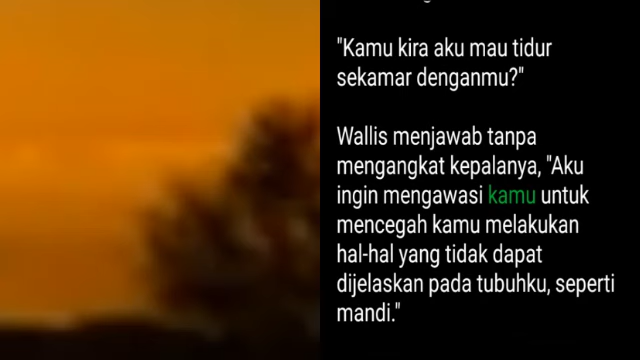 "Kamu kira aku mau tidur
sekamar denganmu?"
Wallis menjawab tanpa
mengangkat kepalanya, "Aku
ingin mengawasi kamu untuk
mencegah kamu melakukan
hal-hal yang tidak dapat
dijelaskan pada tubuhku, seperti
mandi."